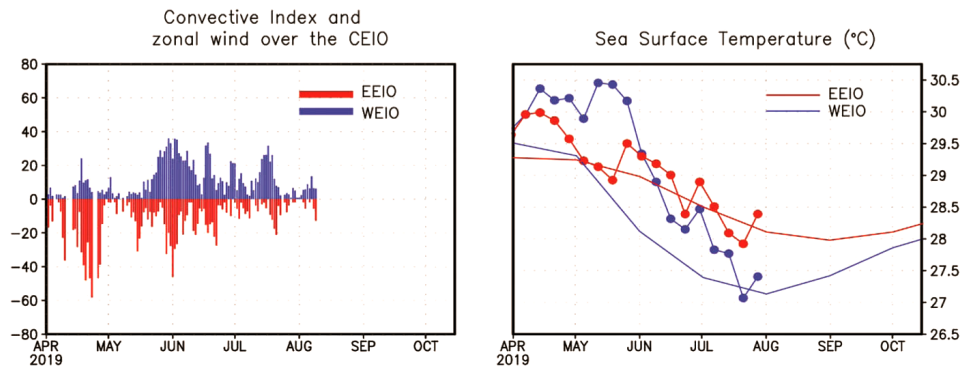 Convective Index and
zonal wind over the CEIO
80
60
40
20
0
−20
−40
−60
−80
EEIO
WEIO
APR MAY JUN JUL AUG SEP OCT
2019
Sea Surface Temperature (°C)
EEIO
WEIO
30.5
30
29.5
29
28.5
28
27.5
27
26.5
APR MAY JUN JUL AUG SEP OCT
2019